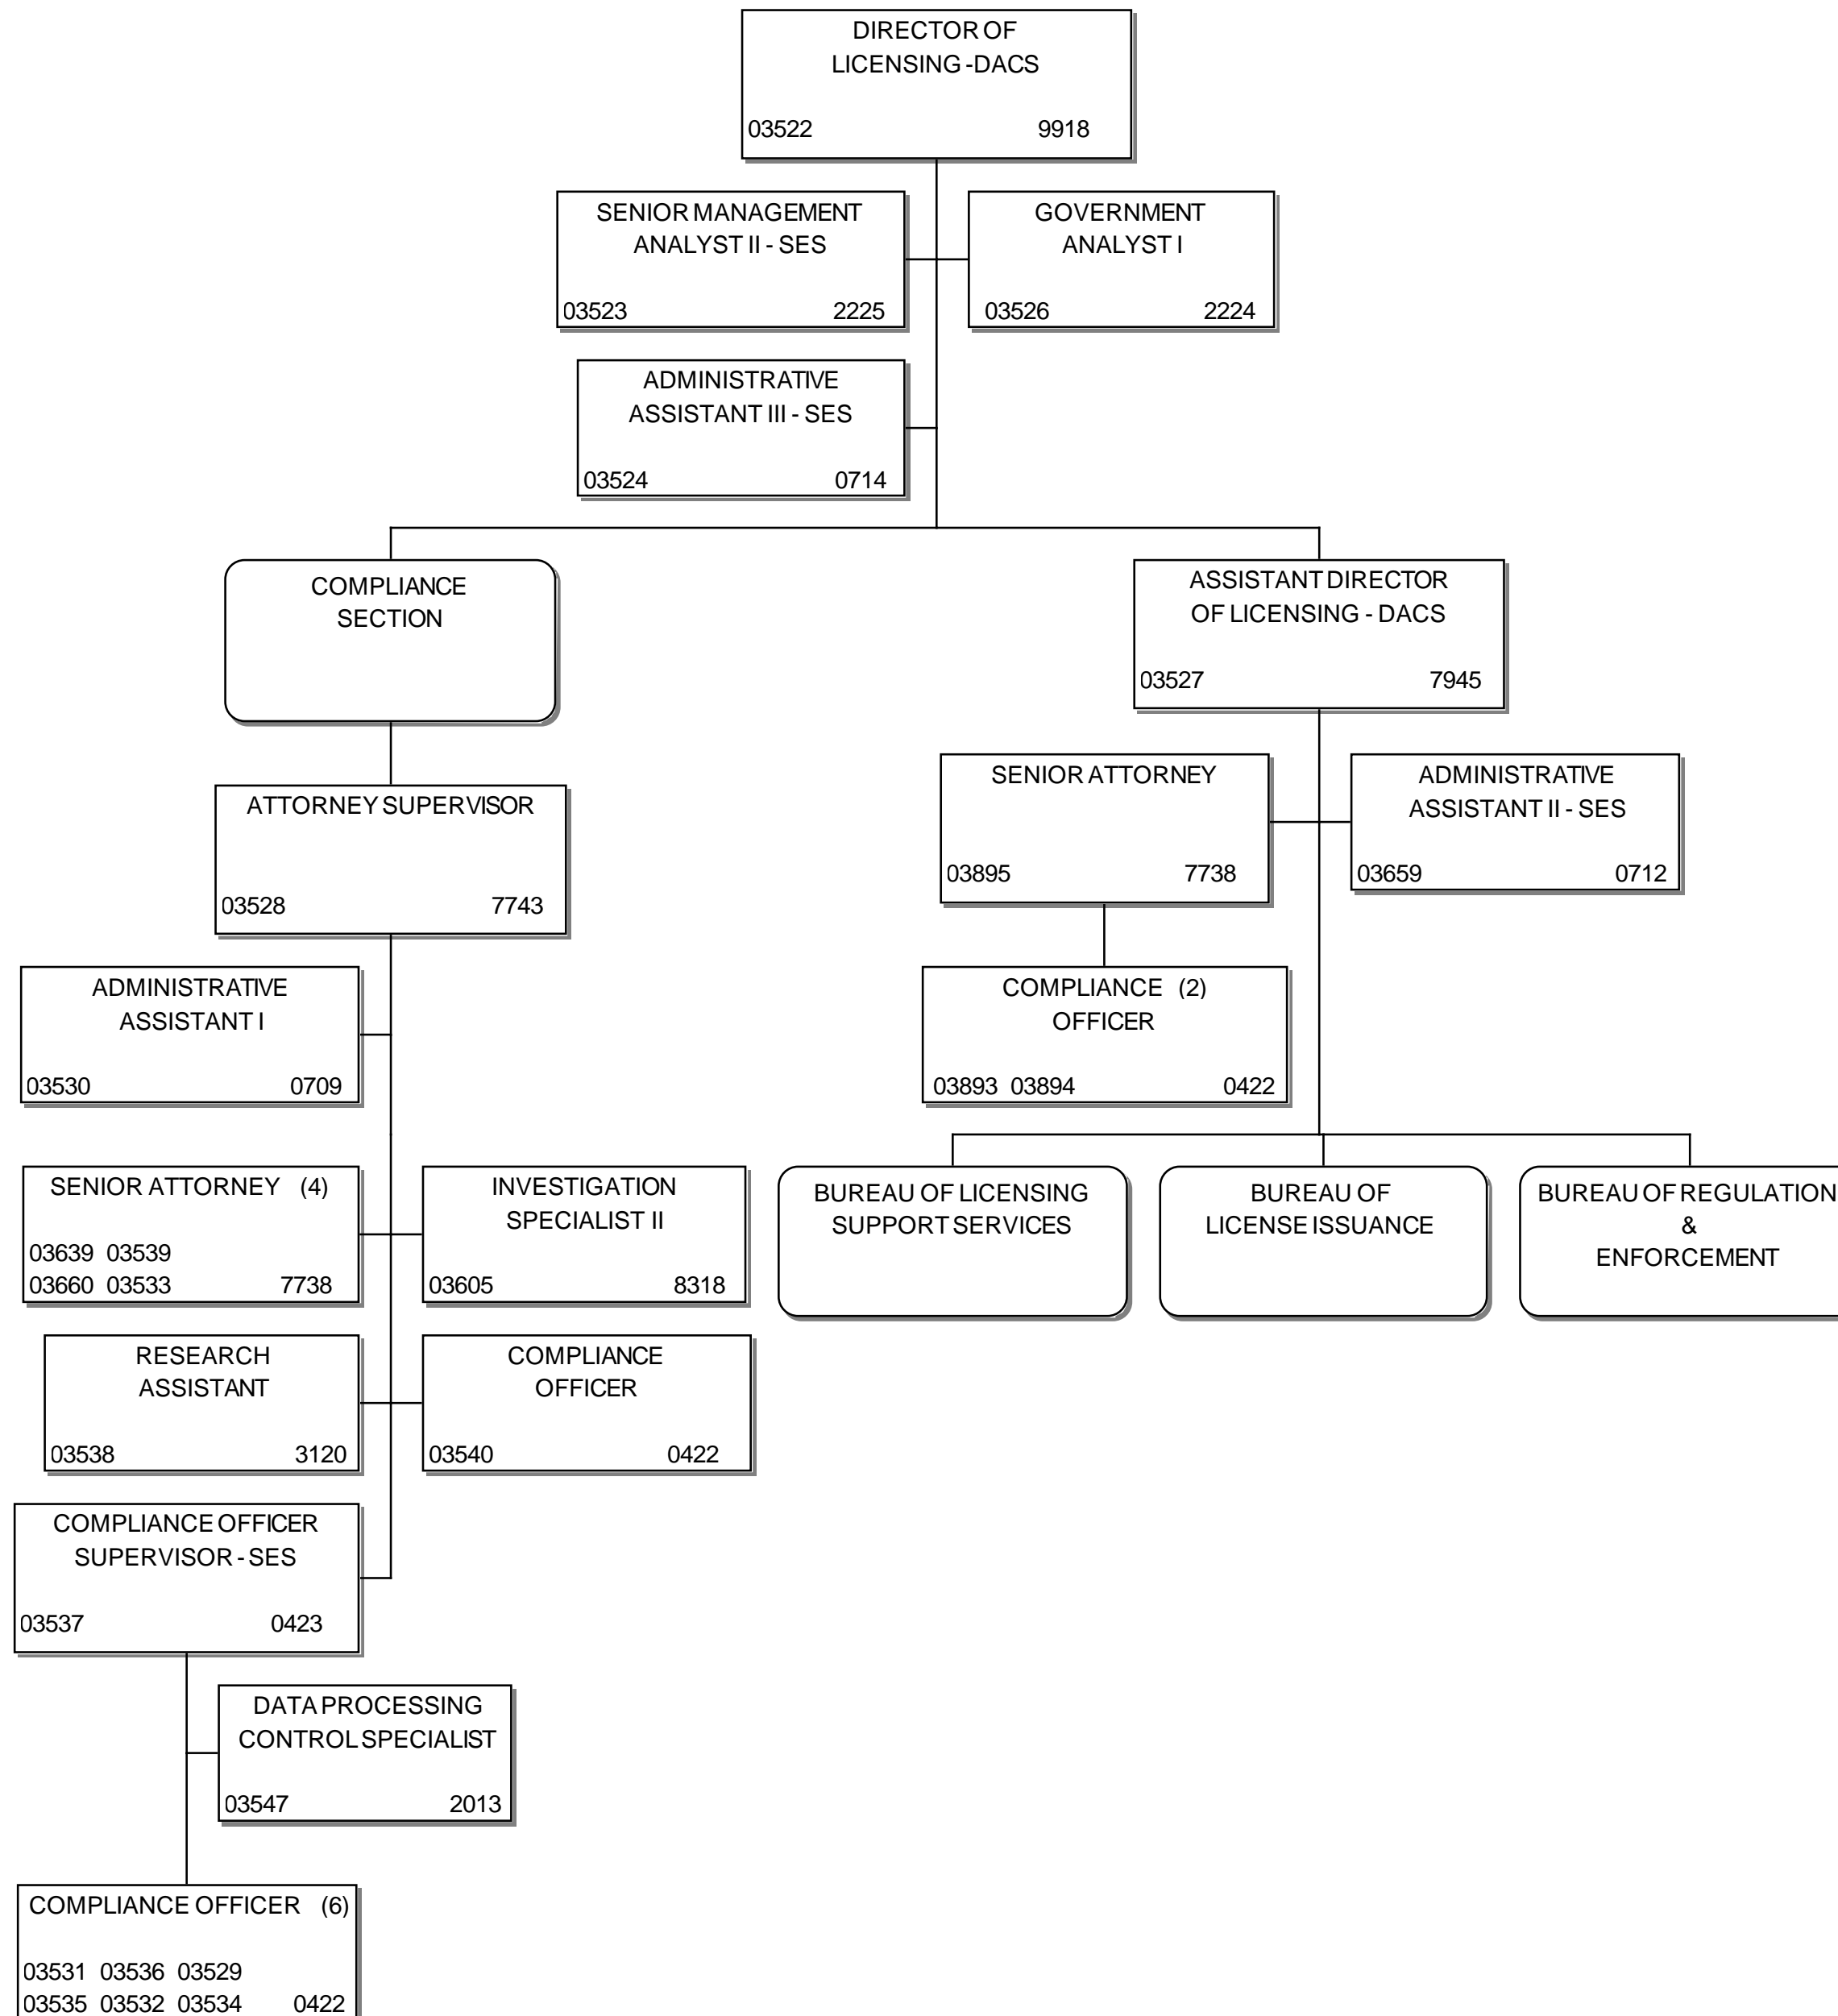 DIRECTOR OF
LICENSING - DACS
03522 9918
SENIOR MANAGEMENT
ANALYST II - SES
03523 2225
GOVERNMENT
ANALYST I
03526 2224
ADMINISTRATIVE
ASSISTANT III - SES
03524 0714
COMPLIANCE
SECTION
ASSISTANT DIRECTOR
OF LICENSING - DACS
03527 7945
ATTORNEY SUPERVISOR
03528 7743
SENIOR ATTORNEY
03895 7738
ADMINISTRATIVE
ASSISTANT II - SES
03659 0712
ADMINISTRATIVE
ASSISTANT I
03530 0709
COMPLIANCE (2)
OFFICER
03893 03894 0422
SENIOR ATTORNEY (4)
03639 03539
03660 03533 7738
INVESTIGATION
SPECIALIST II
03605 8318
BUREAU OF LICENSING
SUPPORT SERVICES
BUREAU OF
LICENSE ISSUANCE
BUREAU OF REGULATION
&
ENFORCEMENT
RESEARCH
ASSISTANT
03538 3120
COMPLIANCE
OFFICER
03540 0422
COMPLIANCE OFFICER
SUPERVISOR - SES
03537 0423
DATA PROCESSING
CONTROL SPECIALIST
03547 2013
COMPLIANCE OFFICER (6)
03531 03536 03529
03535 03532 03534 0422